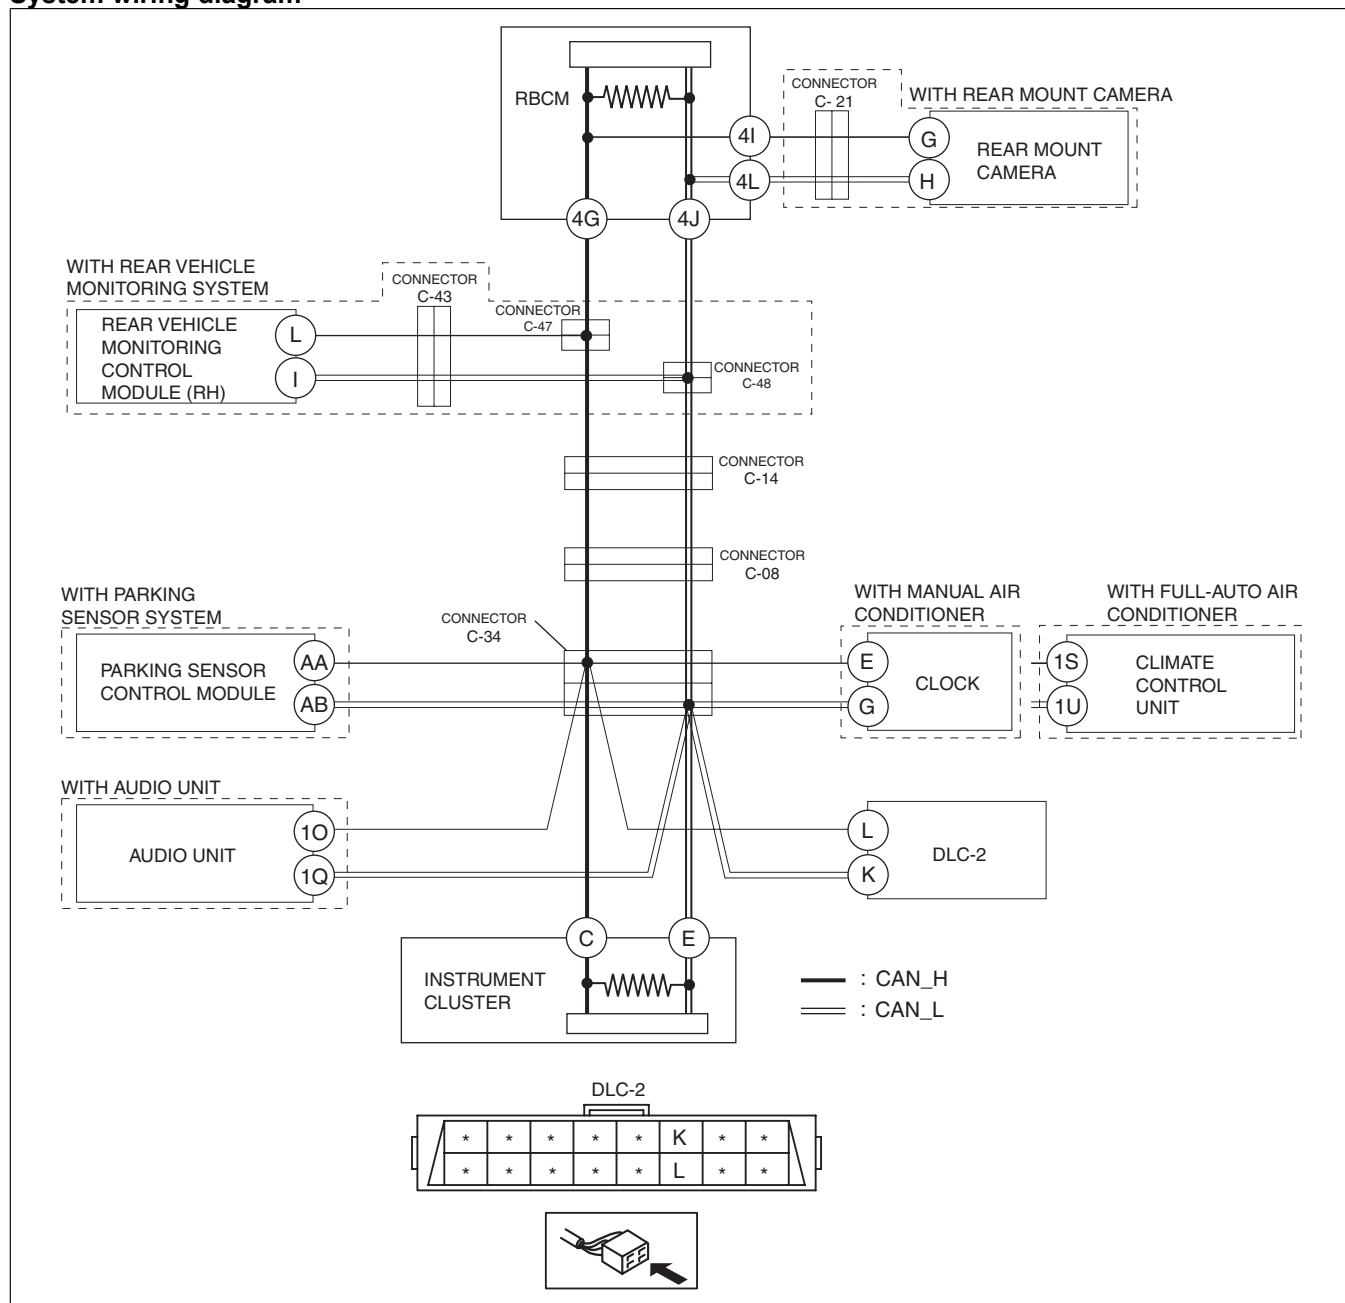 System wiring diagram
RBCM
4I
4L
4G
4J
CONNECTOR
C- 21
WITH REAR MOUNT CAMERA
G
H
REAR MOUNT
CAMERA
WITH REAR VEHICLE
MONITORING SYSTEM
CONNECTOR
C-43
REAR VEHICLE
MONITORING
CONTROL
MODULE (RH)
L
I
CONNECTOR
C-47
CONNECTOR
C-48
CONNECTOR
C-14
CONNECTOR
C-08
WITH PARKING
SENSOR SYSTEM
PARKING SENSOR
CONTROL MODULE
AA
AB
CONNECTOR
C-34
WITH MANUAL AIR
CONDITIONER
E
G
CLOCK
WITH FULL-AUTO AIR
CONDITIONER
1S
1U
CLIMATE
CONTROL
UNIT
WITH AUDIO UNIT
AUDIO UNIT
1O
1Q
L
K
DLC-2
C
E
INSTRUMENT
CLUSTER
: CAN_H
: CAN_L
DLC-2
* * * * * K * *
* * * * * L * *